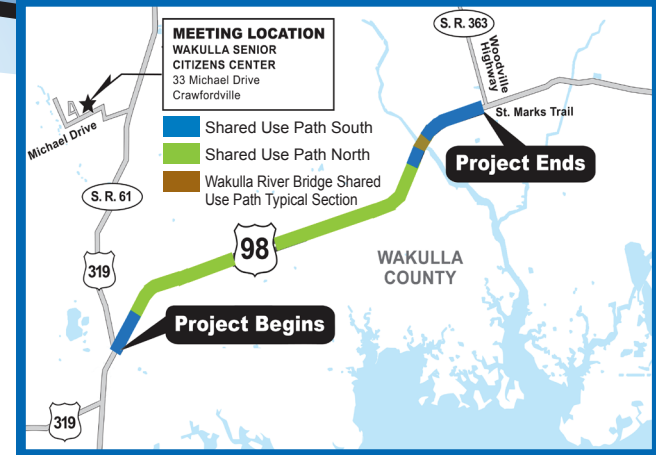 MEETING LOCATION
WAKULLA SENIOR
CITIZENS CENTER
33 Michael Drive
Crawfordville
S. R. 363
Woodville
Highway
St. Marks Trail
Michael Drive
Shared Use Path South
Shared Use Path North
Wakulla River Bridge Shared
Use Path Typical Section
Project Ends
S. R. 61
98
WAKULLA
COUNTY
319
Project Begins
319